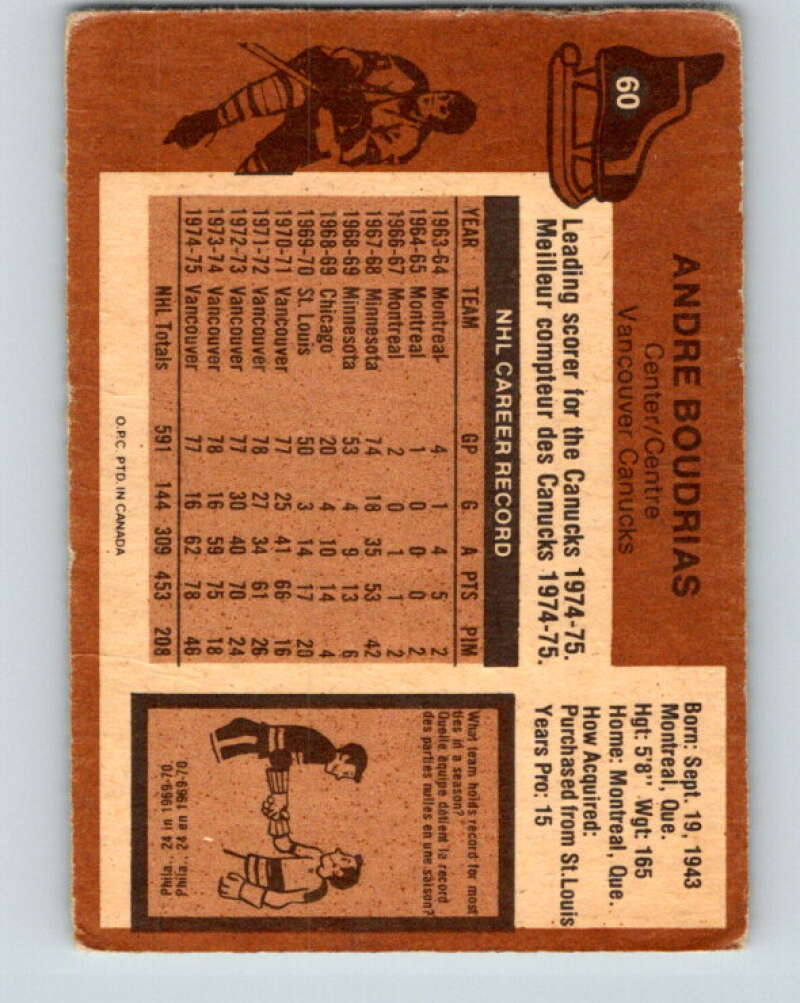 60
ANDRE BOUDRIAS
Center/Centre
Vancouver Canucks
Born: Sept. 19, 1943
Montreal, Que.
Hgt: 5'8" Wgt: 165
Home: Montreal, Que.
How Acquired:
Purchased from St. Louis
Years Pro: 15
Leading scorer for the Canucks 1974-75.
Meilleur compteur des Canucks 1974-75.
NHL CAREER RECORD
YEAR TEAM GP G A PTS PIM
1963-64 Montreal 4 1 4 5 2
1964-65 Montreal 1 0 0 0 2
1966-67 Montreal 2 0 1 1 2
1967-68 Minnesota 74 18 35 53 42
1968-69 Minnesota 53 4 9 13 6
1968-69 Chicago 20 4 10 14 4
1969-70 St. Louis 50 3 14 17 20
1970-71 Vancouver 77 25 41 66 16
1971-72 Vancouver 78 27 34 61 26
1972-73 Vancouver 77 30 40 70 24
1973-74 Vancouver 78 16 59 75 18
1974-75 Vancouver 77 16 62 78 46
NHL Totals 591 144 309 453 208
What team holds record for most
ties in a season?
Quelle équipe détient le record
des parties nulles en une saison?
Phila., 24 en 1969-70
Phila., 24 in 1969-70.
O.P.C. PTD. IN CANADA